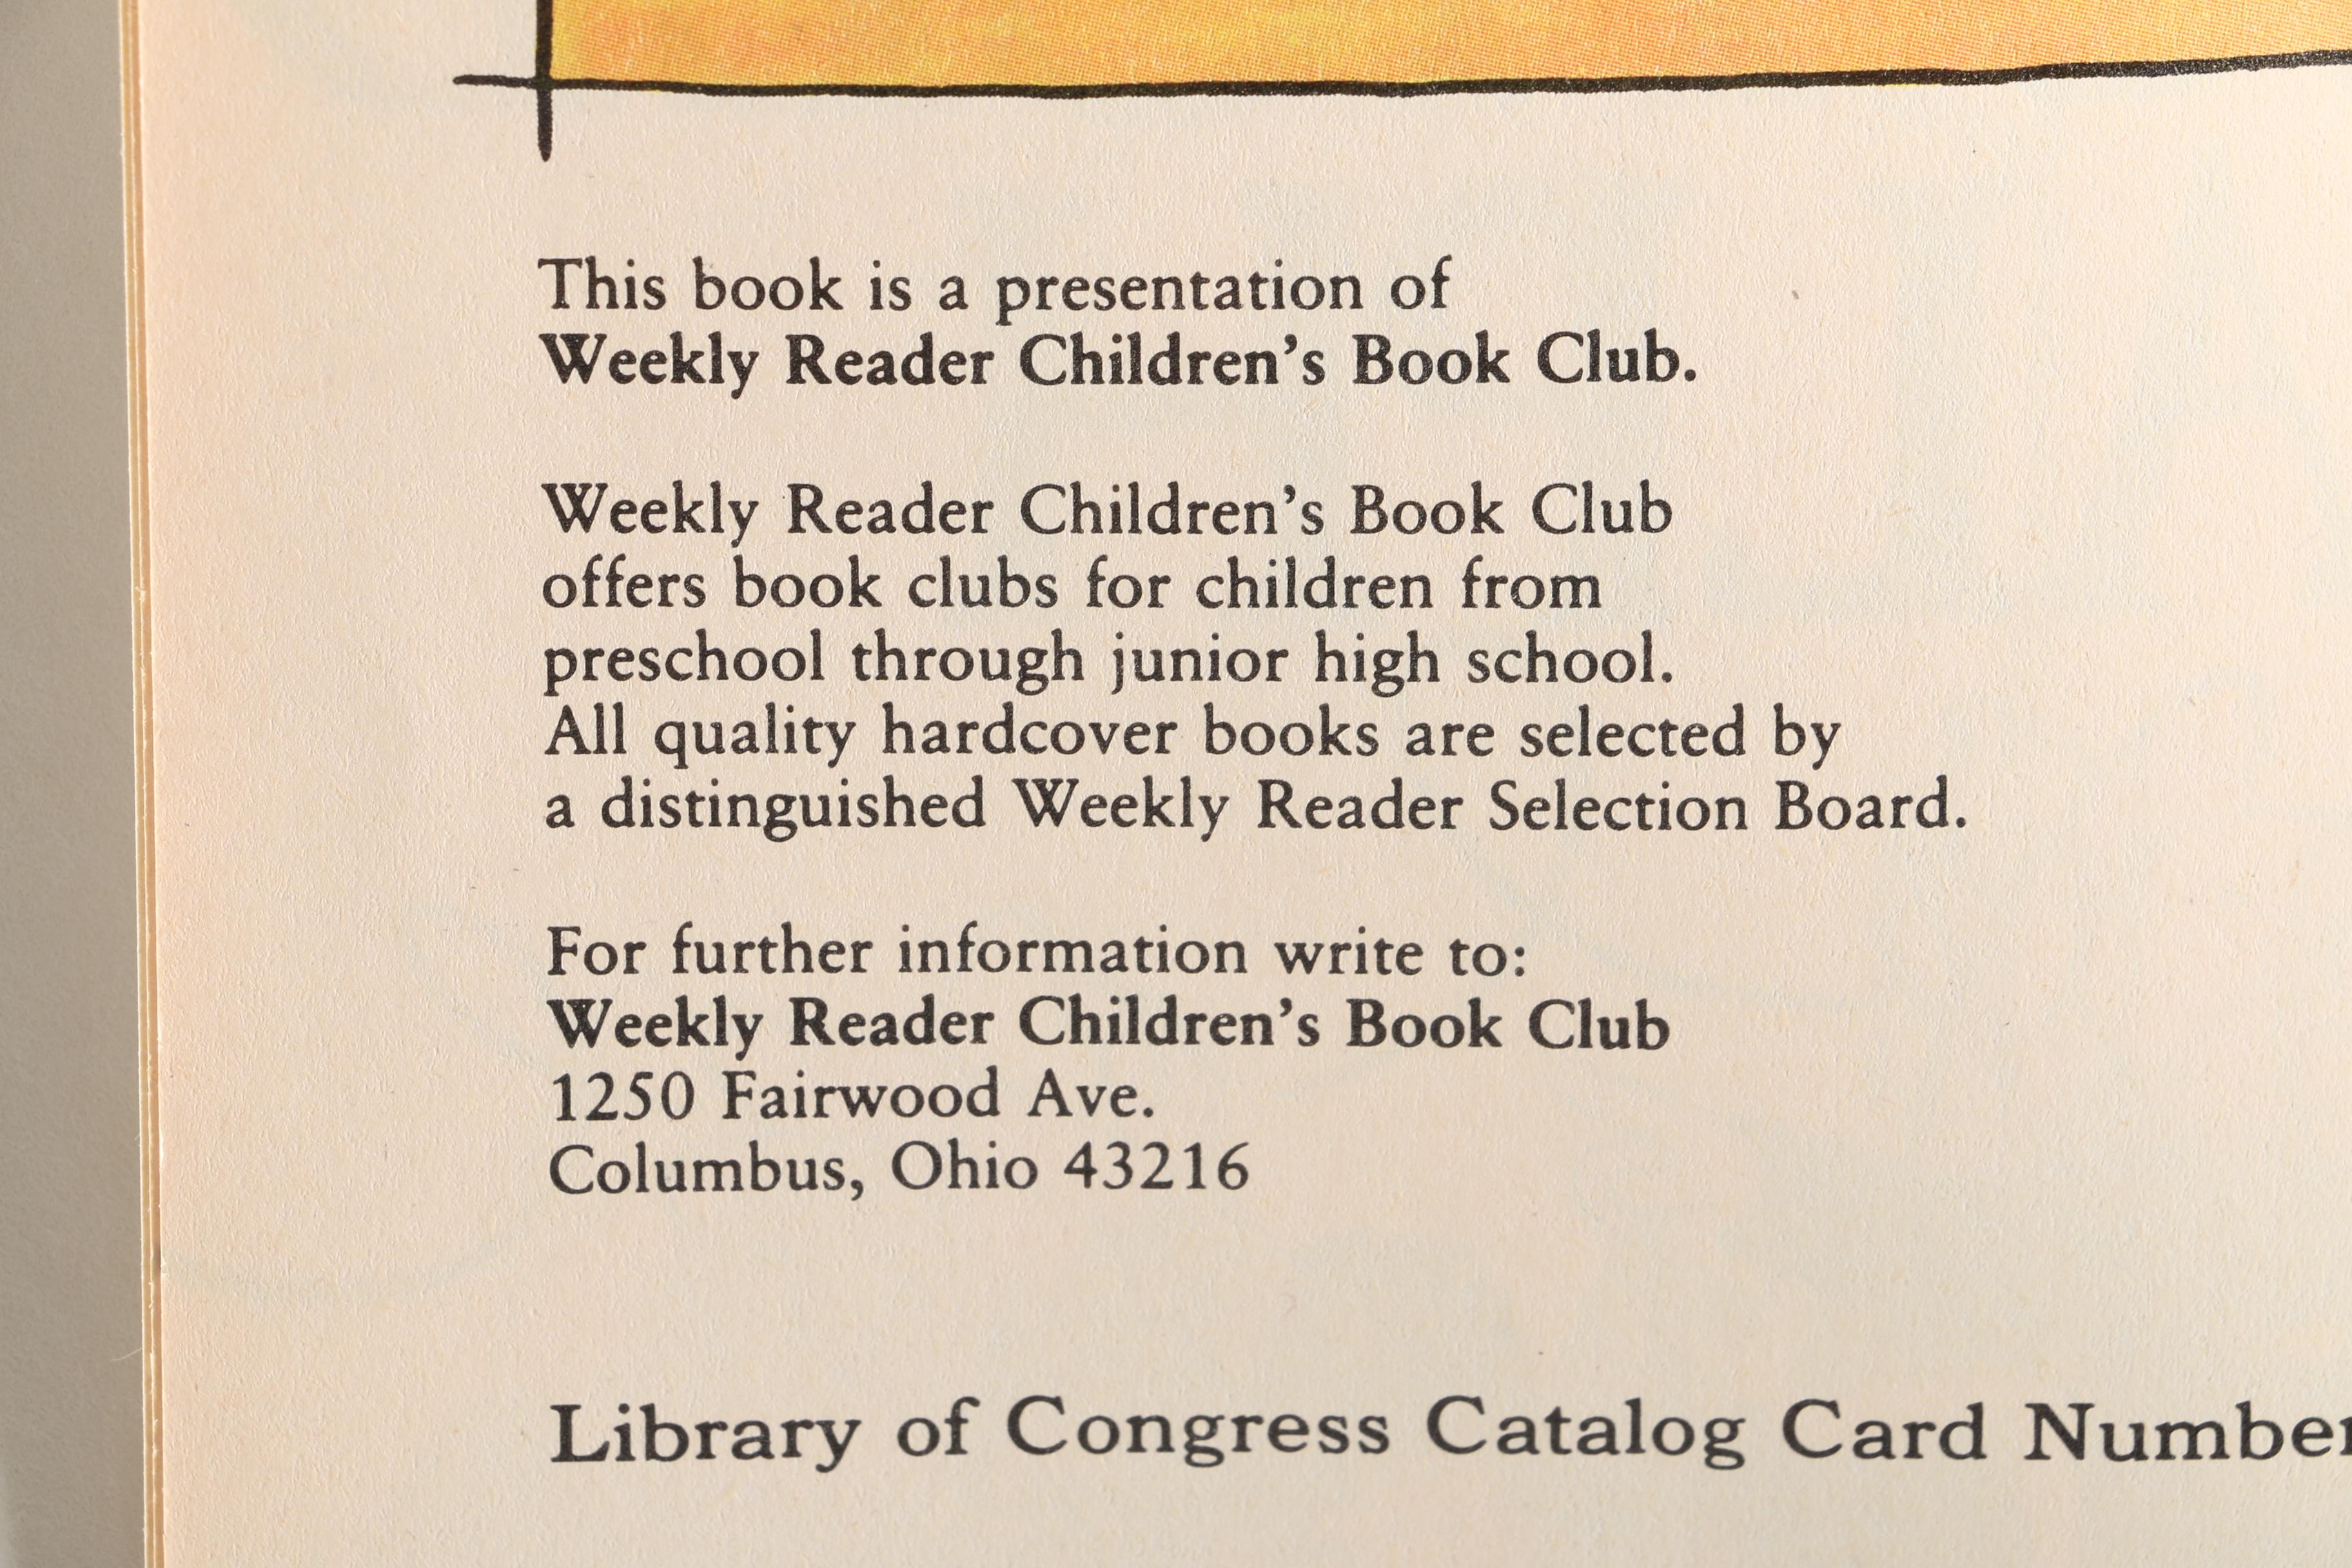 This book is a presentation of
Weekly Reader Children's Book Club.
Weekly Reader Children's Book Club
offers book clubs for children from
preschool through junior high school.
All quality hardcover books are selected by
a distinguished Weekly Reader Selection Board.
For further information write to:
Weekly Reader Children's Book Club
1250 Fairwood Ave.
Columbus, Ohio 43216
Library of Congress Catalog Card Number